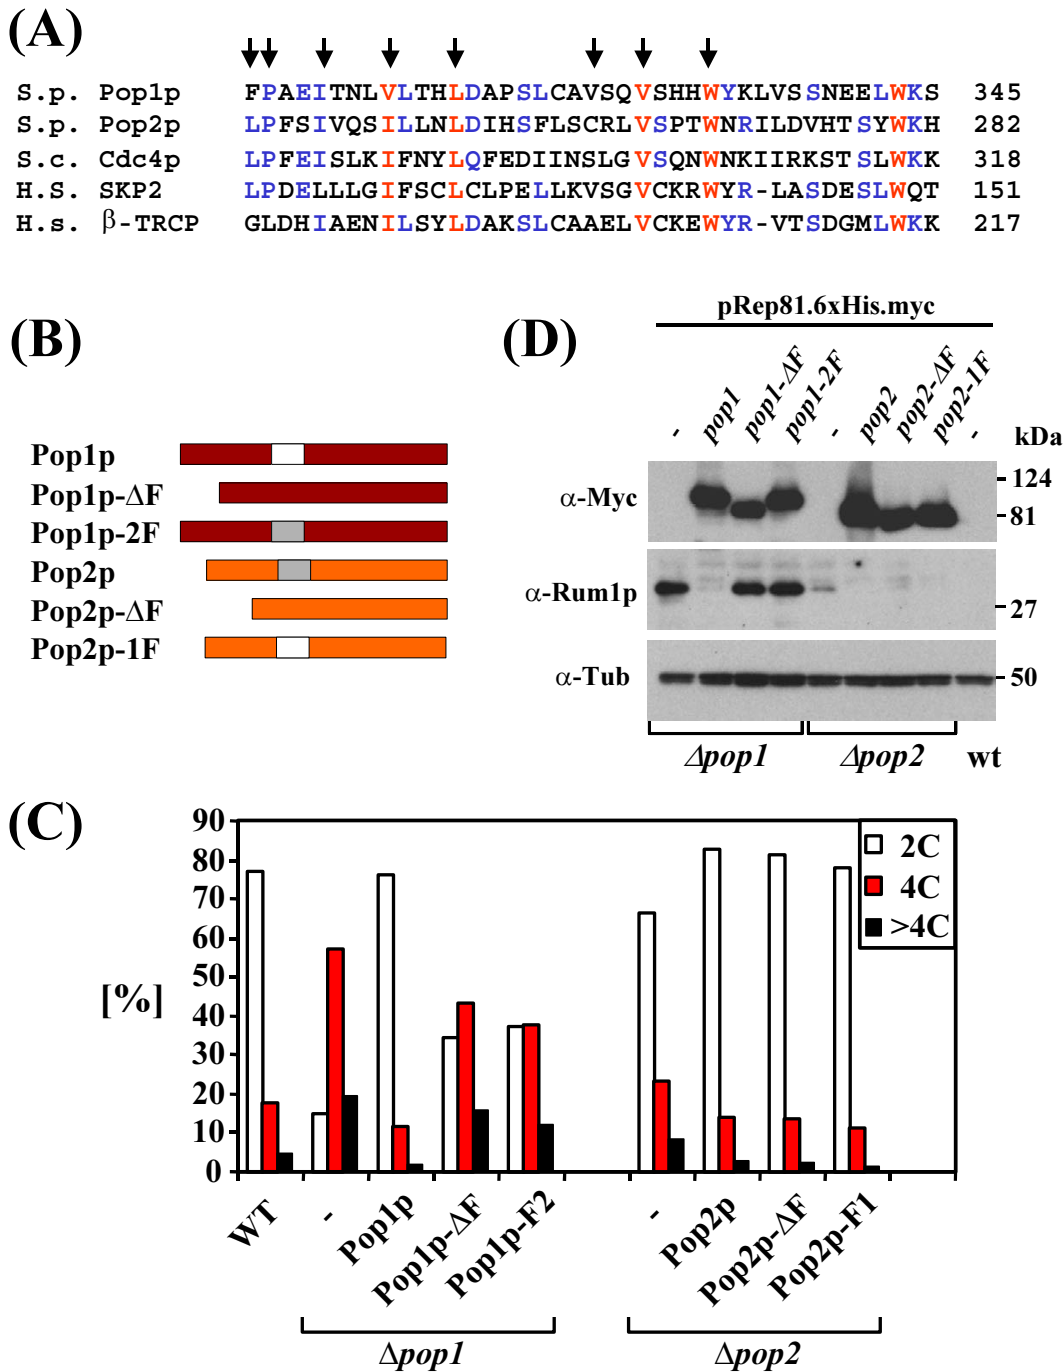 (A)
S.p. Pop1p FPAEITNLVLTHLDAPSLCAVSQVSHHWYKLVSSNEELWKS 345
S.p. Pop2p LPFSIVQSILLNLDIHSFLSCRLVSPTWNRILDVHTSYWKH 282
S.c. Cdc4p LPFEISLKIFNYLQFEDIINSLGVSQNWNKIIRKSTSLWKK 318
H.S. SKP2 LPDELLLGIFSCLCLPELLKVSGVCKRWYR-LASDESLWQT 151
H.s. β-TRCP GLDHIAENILSYLDAKSLCAAELVCKEWYR-VTSDGMLWKK 217
(B)
Pop1p
Pop1p-ΔF
Pop1p-2F
Pop2p
Pop2p-ΔF
Pop2p-1F
(D)
pRep81.6xHis.myc
- pop1 pop1-ΔF pop1-2F - pop2 pop2-ΔF pop2-1F -
kDa
α-Myc
124
81
α-Rum1p
27
α-Tub
50
Δpop1 Δpop2 wt
(C)
90
80
70
60
50
40
30
20
10
0
[%]
2C
4C
>4C
WT - Pop1p Pop1p-ΔF Pop1p-F2 - Pop2p Pop2p-ΔF Pop2p-F1
Δpop1 Δpop2